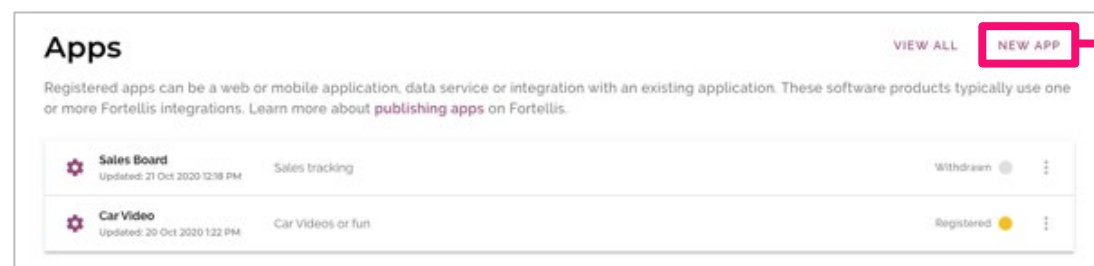 Apps
VIEW ALL
NEW APP
Registered apps can be a web or mobile application, data service or integration with an existing application. These software products typically use one
or more Fortellis integrations. Learn more about publishing apps on Fortellis.
Sales Board
Updated: 21 Oct 2020 12:18 PM
Sales tracking
Withdrawn
Car Video
Updated: 20 Oct 2020 1:22 PM
Car Videos or fun
Registered